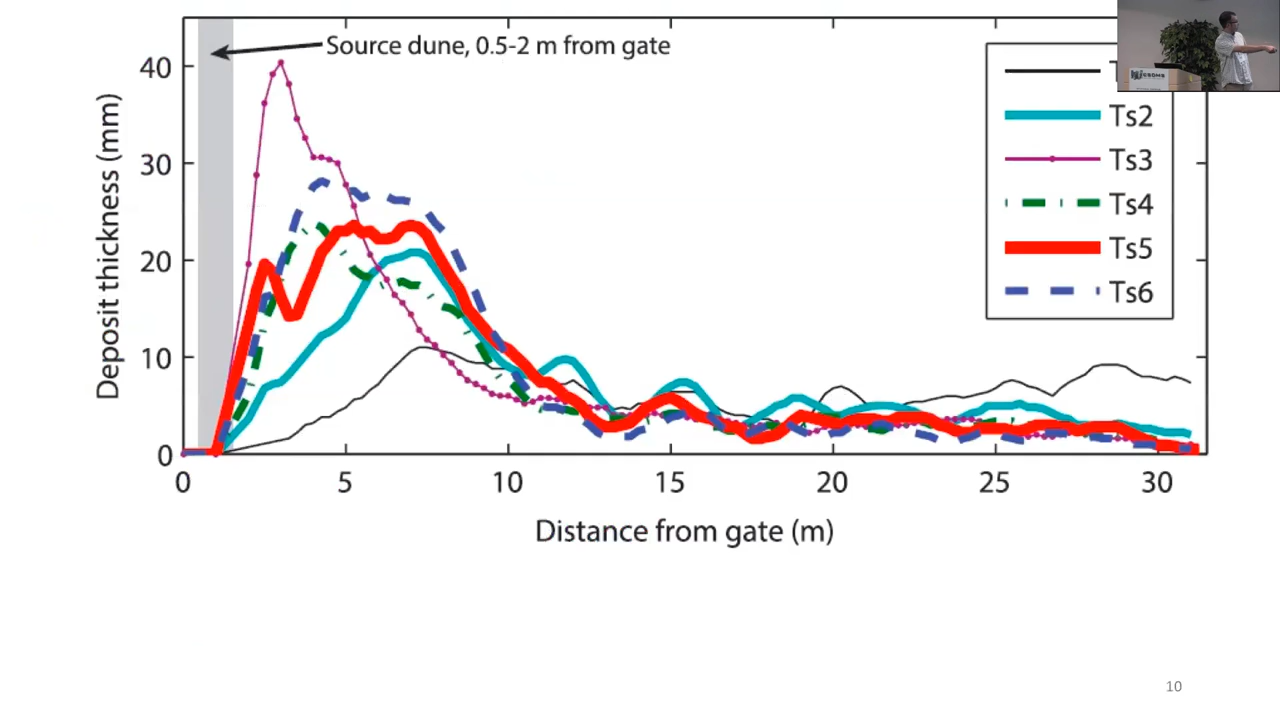 Source dune, 0.5-2 m from gate
Deposit thickness (mm)
40
30
20
10
0
0 5 10 15 20 25 30
Distance from gate (m)
Ts2
Ts3
Ts4
Ts5
Ts6
CSDMS
10